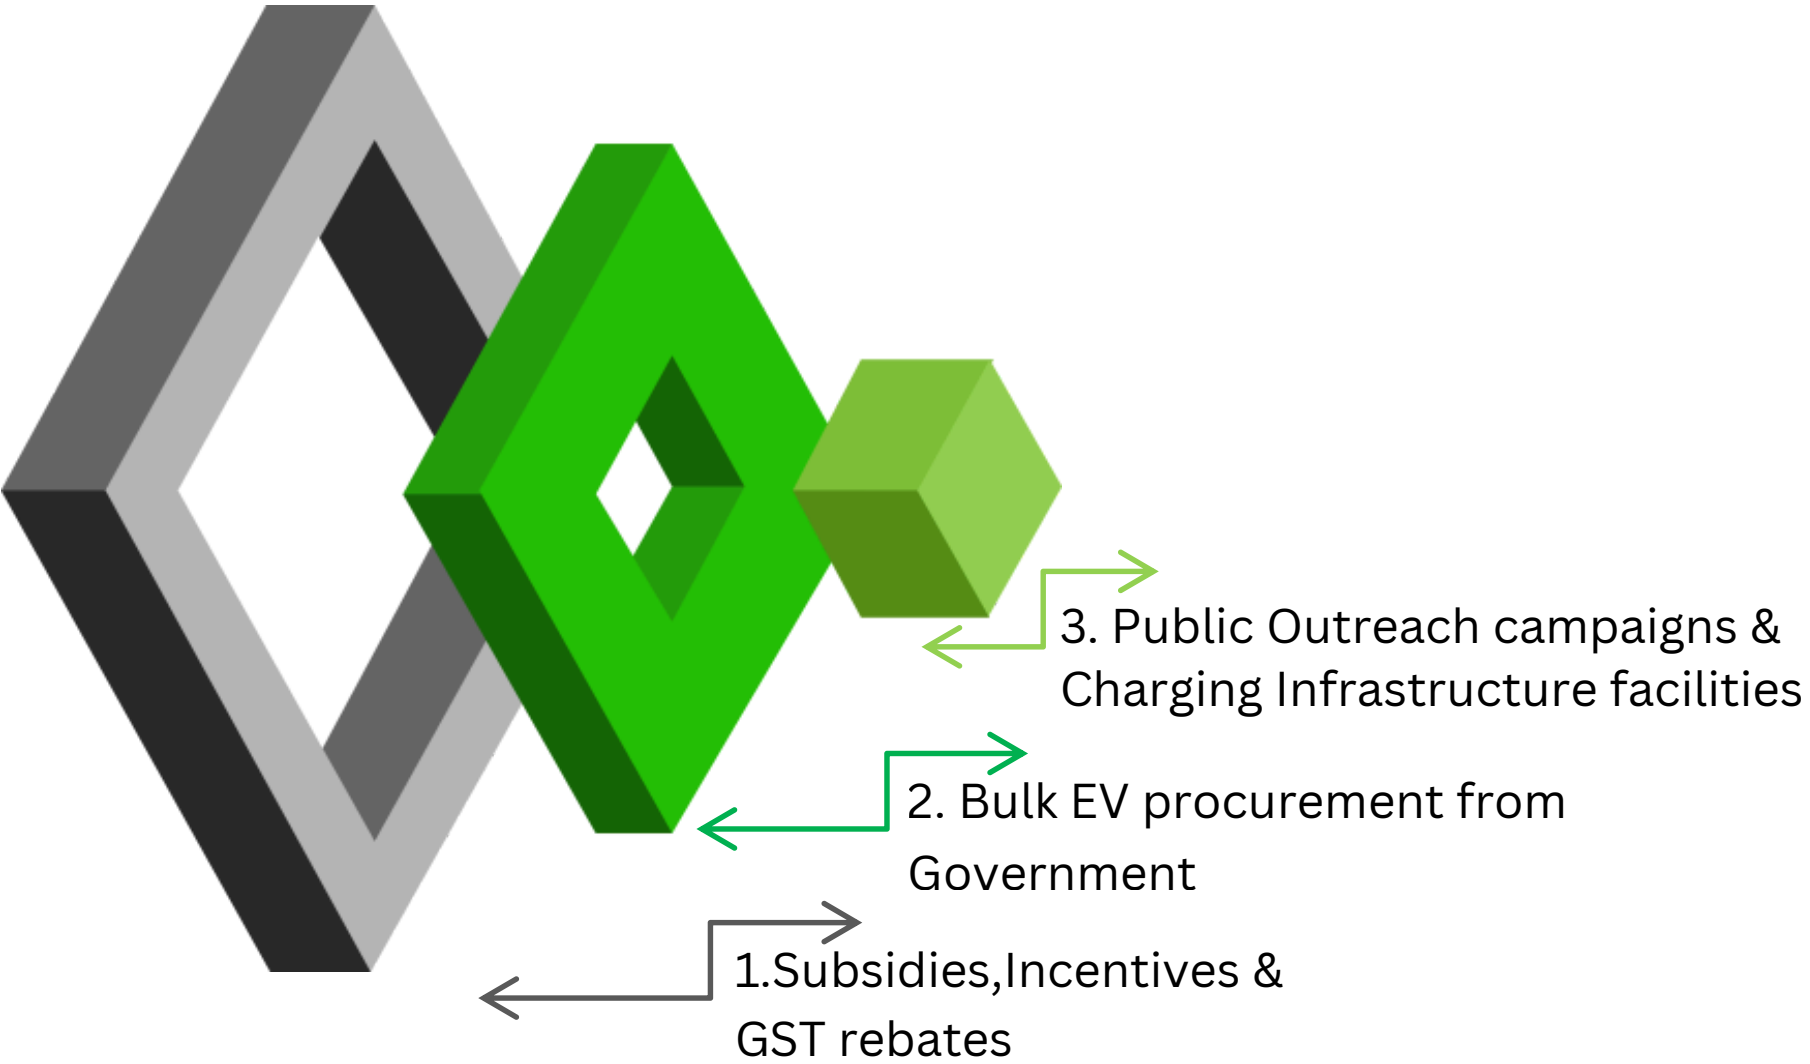 3. Public Outreach campaigns &
Charging Infrastructure facilities
2. Bulk EV procurement from
Government
1.Subsidies,Incentives &
GST rebates